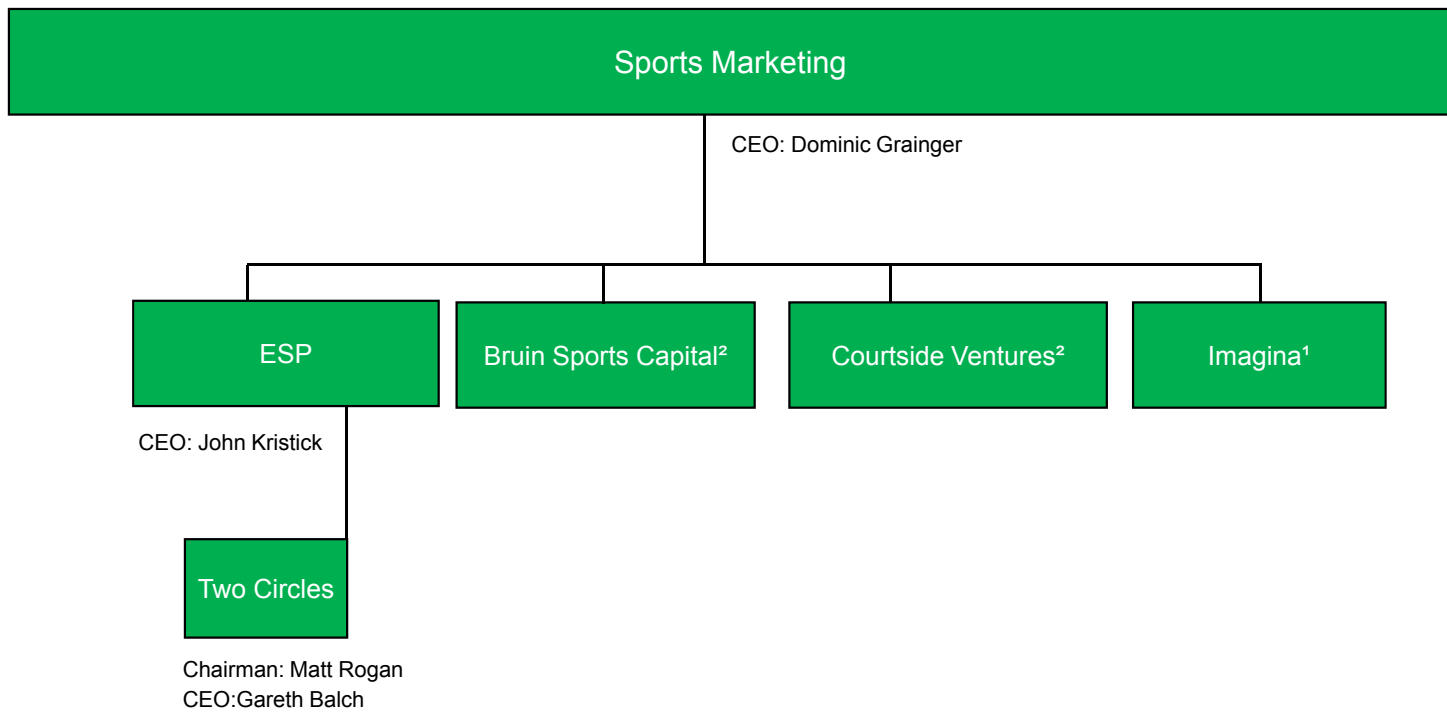 Sports Marketing
CEO: Dominic Grainger
ESP
Bruin Sports Capital²
Courtside Ventures²
Imagina¹
CEO: John Kristick
Two Circles
Chairman: Matt Rogan
CEO:Gareth Balch